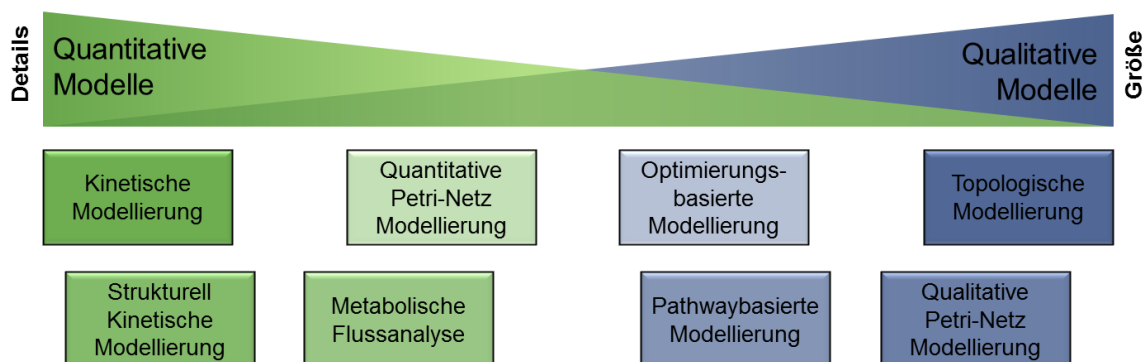 Details
Quantitative
Modelle
Qualitative
Modelle
Größe
Kinetische
Modellierung
Quantitative
Petri-Netz
Modellierung
Optimierungs-
basierte
Modellierung
Topologische
Modellierung
Strukturell
Kinetische
Modellierung
Metabolische
Flussanalyse
Pathwaybasierte
Modellierung
Qualitative
Petri-Netz
Modellierung